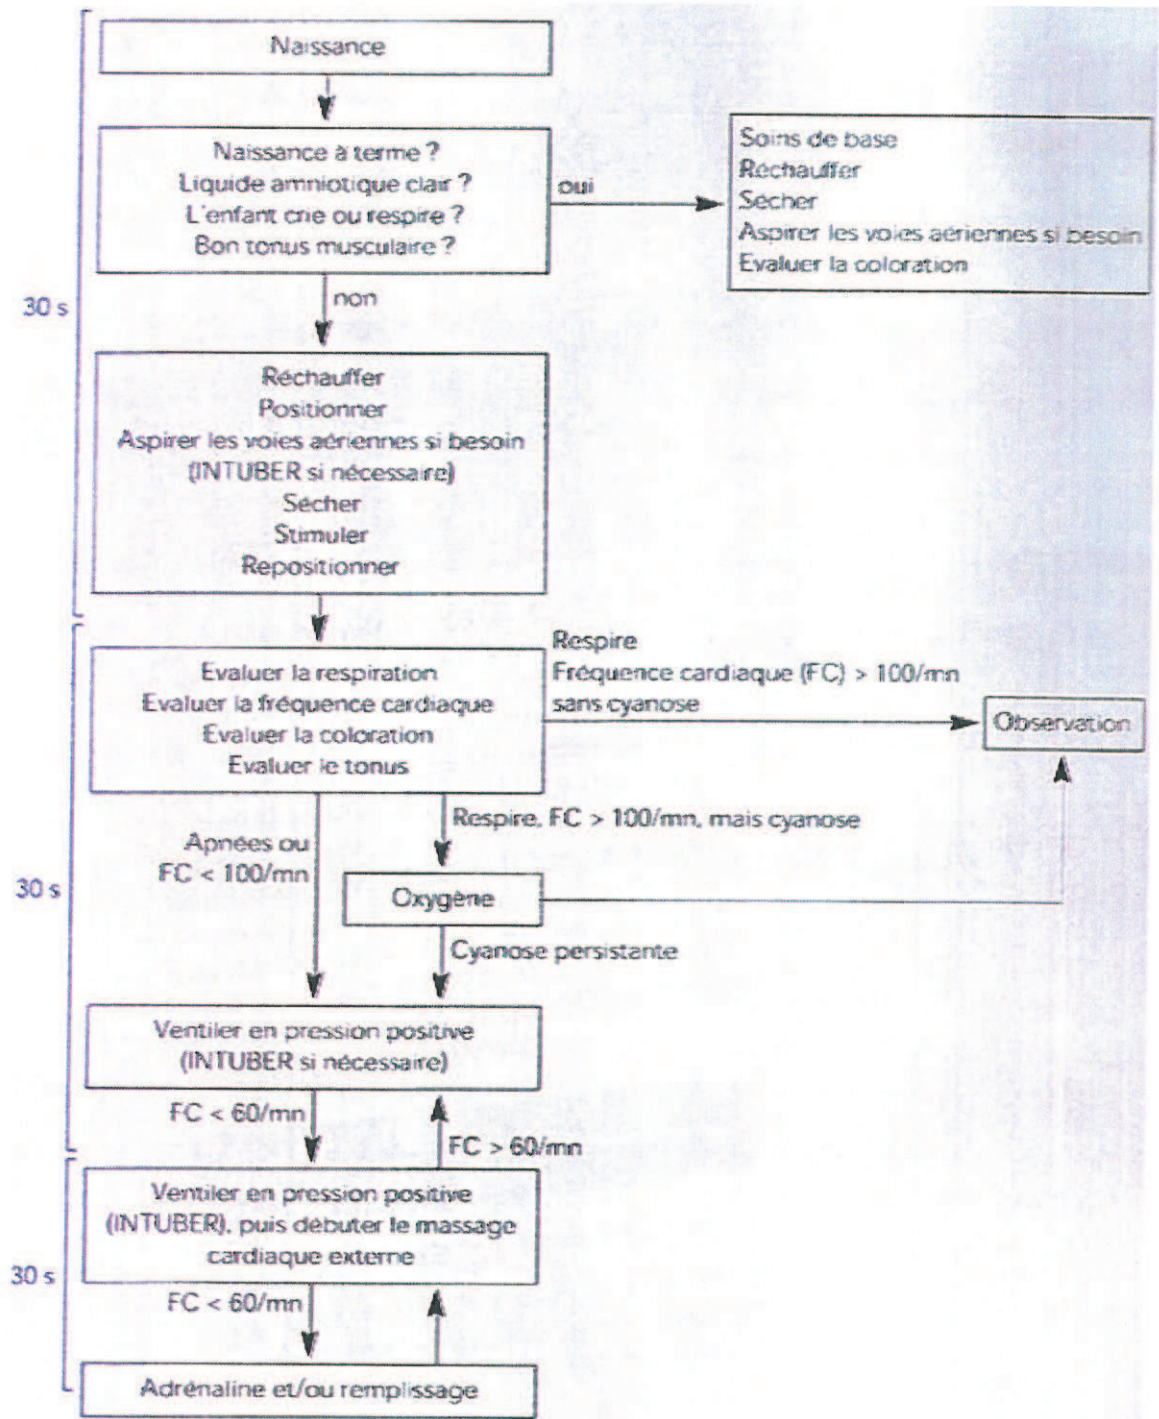 Naissance
Naissance à terme ?
Liquide amniotique clair ?
L'enfant crie ou respire ?
Bon tonus musculaire ?
oui
Soins de base
Réchauffer
Sécher
Aspirer les voies aériennes si besoin
Evaluer la coloration
non
30 s
Réchauffer
Positionner
Aspirer les voies aériennes si besoin
(INTUBER si nécessaire)
Sécher
Stimuler
Repositionner
Evaluer la respiration
Evaluer la fréquence cardiaque
Evaluer la coloration
Evaluer le tonus
Respire
Fréquence cardiaque (FC) > 100/mn
sans cyanose
Observation
Respire, FC > 100/mn, mais cyanose
Apnées ou
FC < 100/mn
30 s
Oxygène
Cyanose persistante
Ventiler en pression positive
(INTUBER si nécessaire)
FC < 60/mn
FC > 60/mn
Ventiler en pression positive
(INTUBER), puis débuter le massage
cardiaque externe
30 s
FC < 60/mn
Adrénaline et/ou remplissage